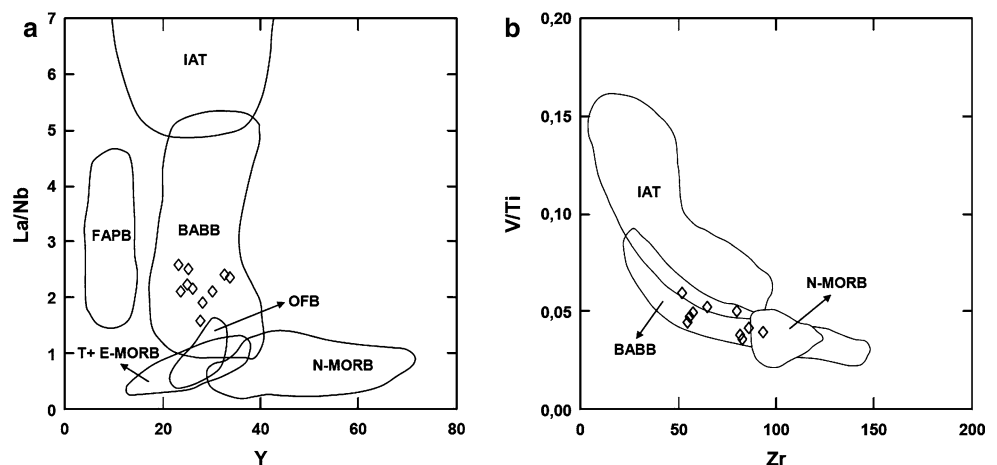 a
7
6
5
4
3
2
1
0
La/Nb
IAT
FAPB
BABB
OFB
T+ E-MORB
N-MORB
0 20 40 60 80
Y
b
0,20
0,15
0,10
0,05
0,00
V/Ti
IAT
N-MORB
BABB
0 50 100 150 200
Zr